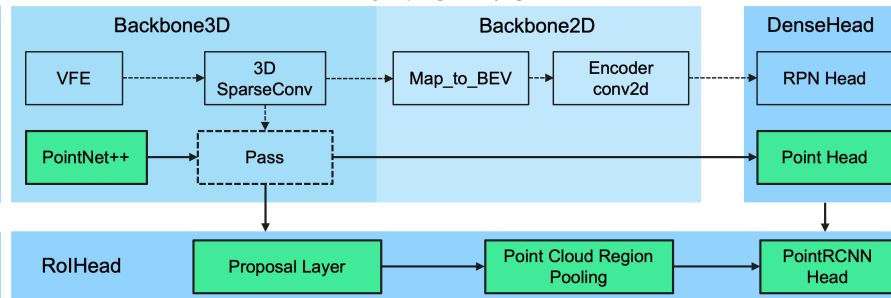 Backbone3D
Backbone2D
DenseHead
VFE
3D
SparseConv
Map_to_BEV
Encoder
conv2d
RPN Head
PointNet++
Pass
Point Head
RoIHead
Proposal Layer
Point Cloud Region
Pooling
PointRCNN
Head